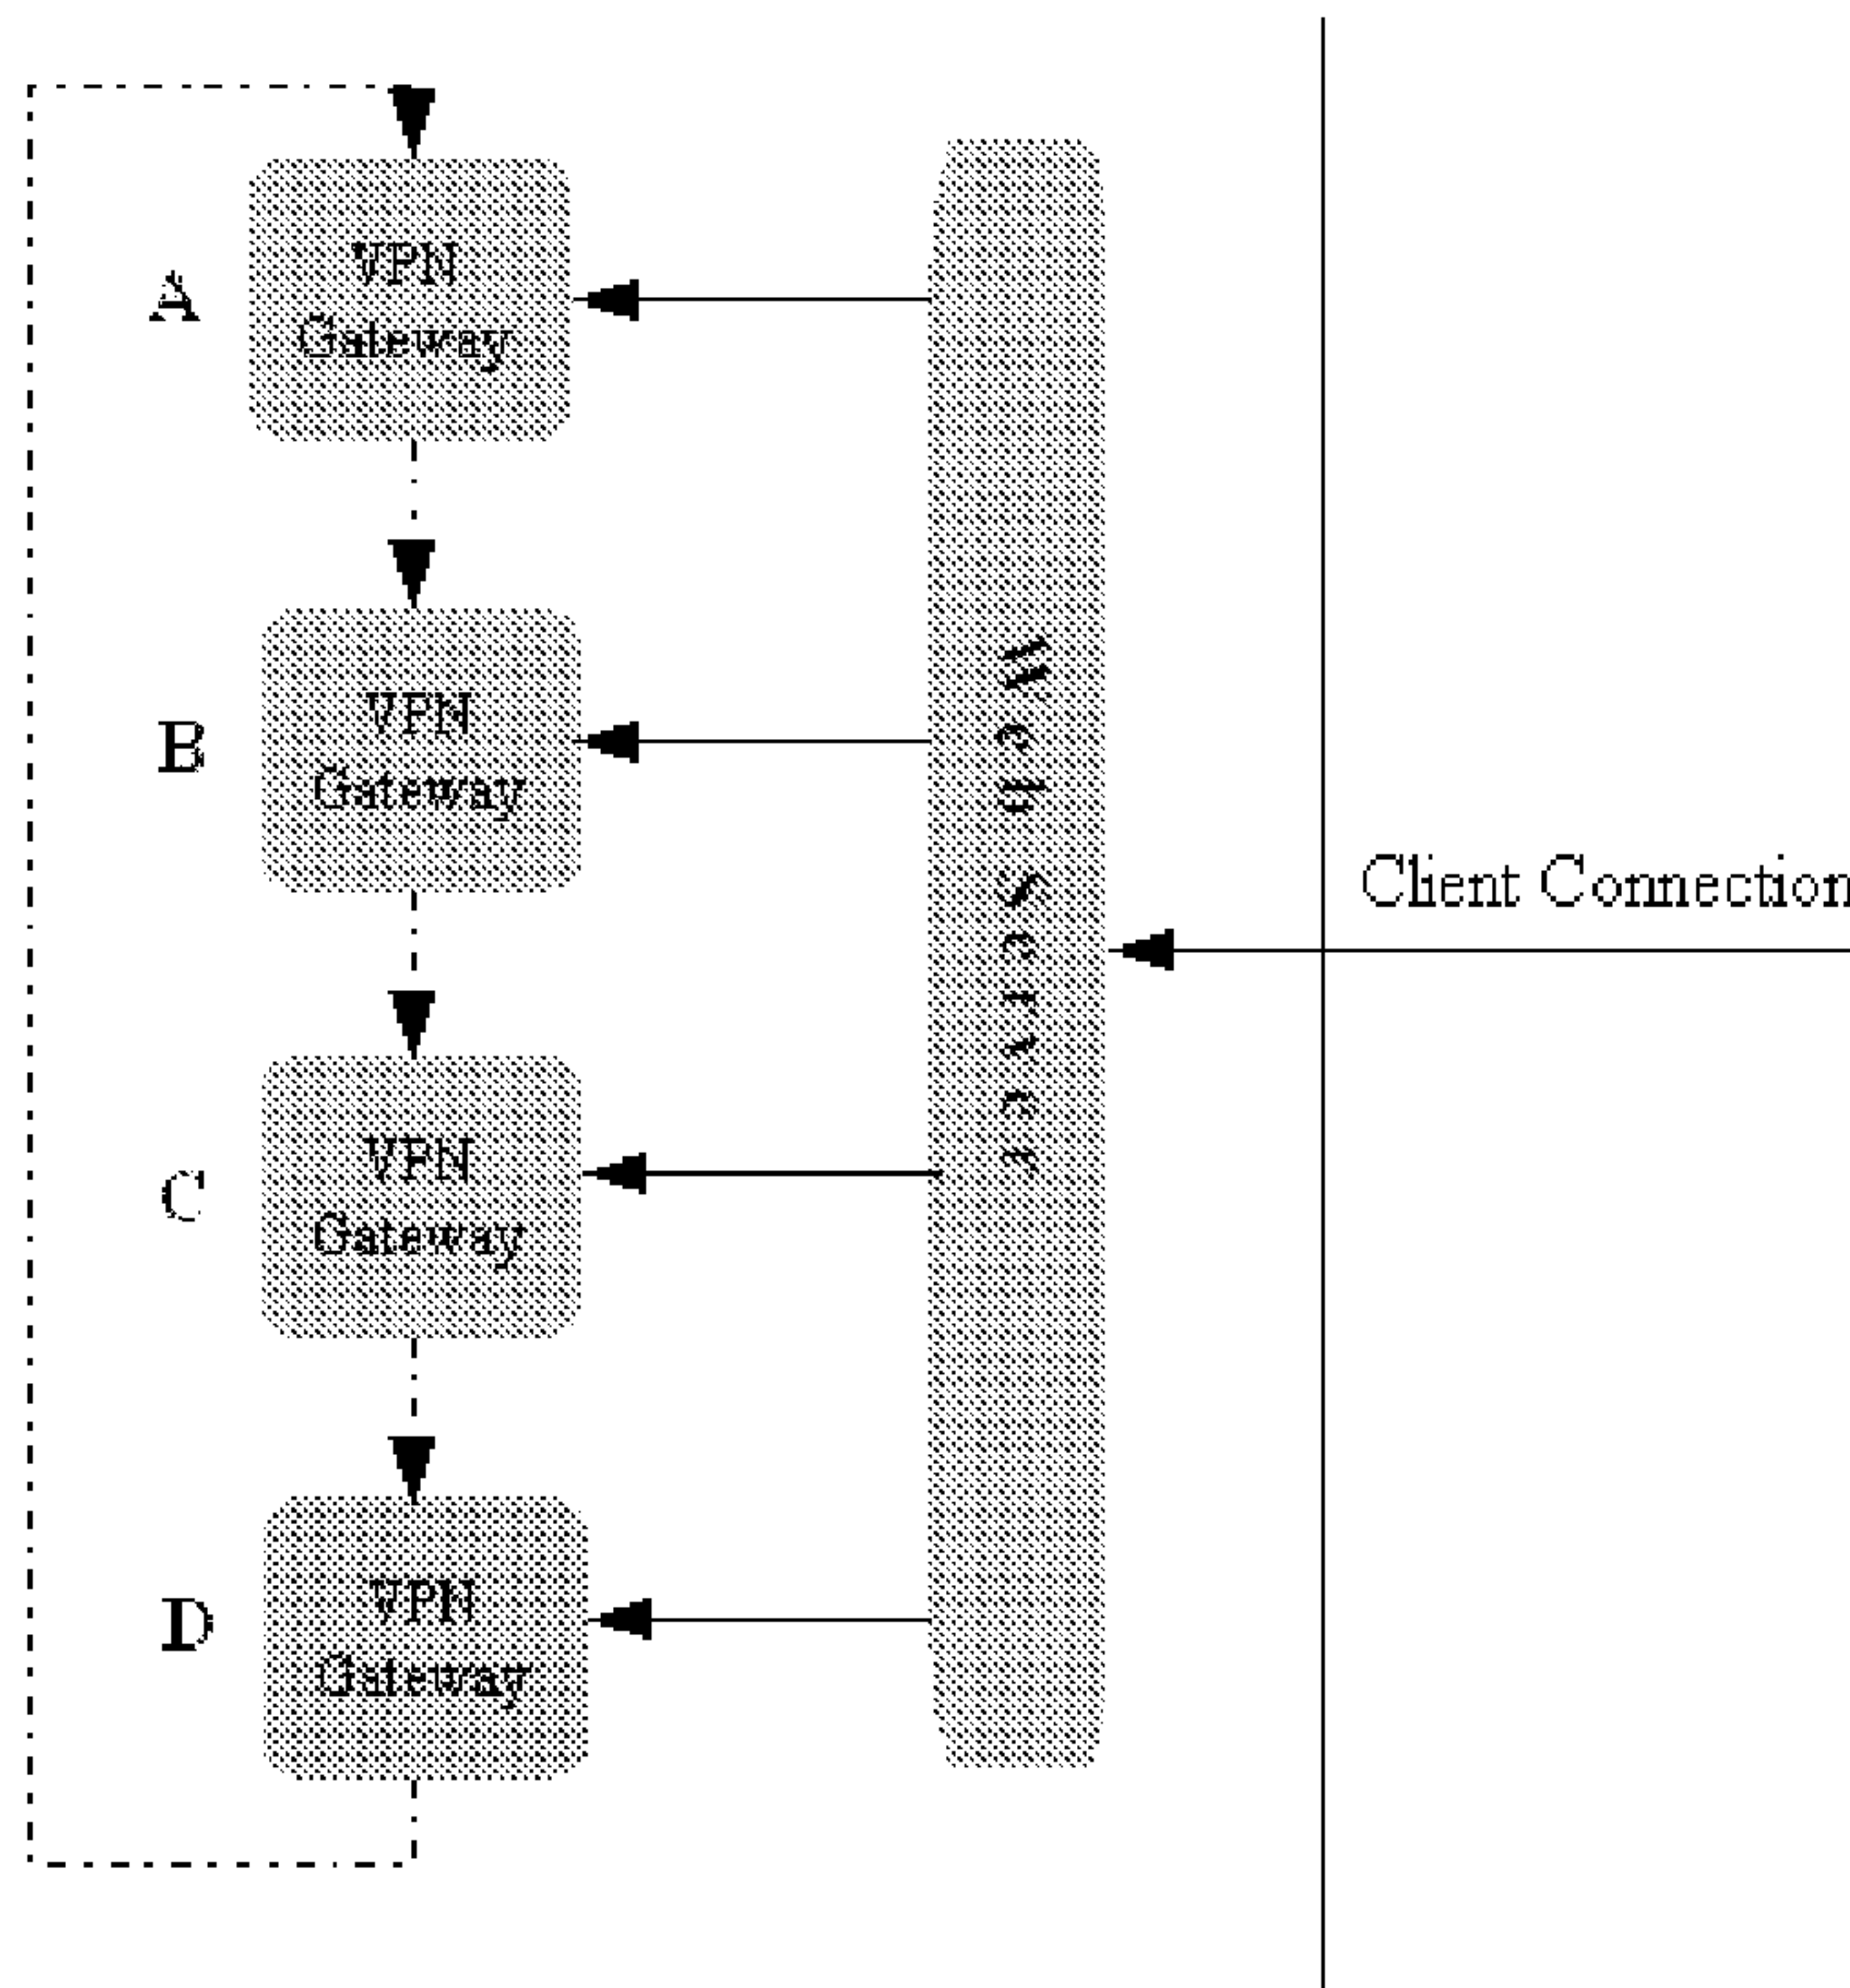 A
VPN
Gateway
B
VPN
Gateway
Web Server
Client Connection
C
VPN
Gateway
D
VPN
Gateway